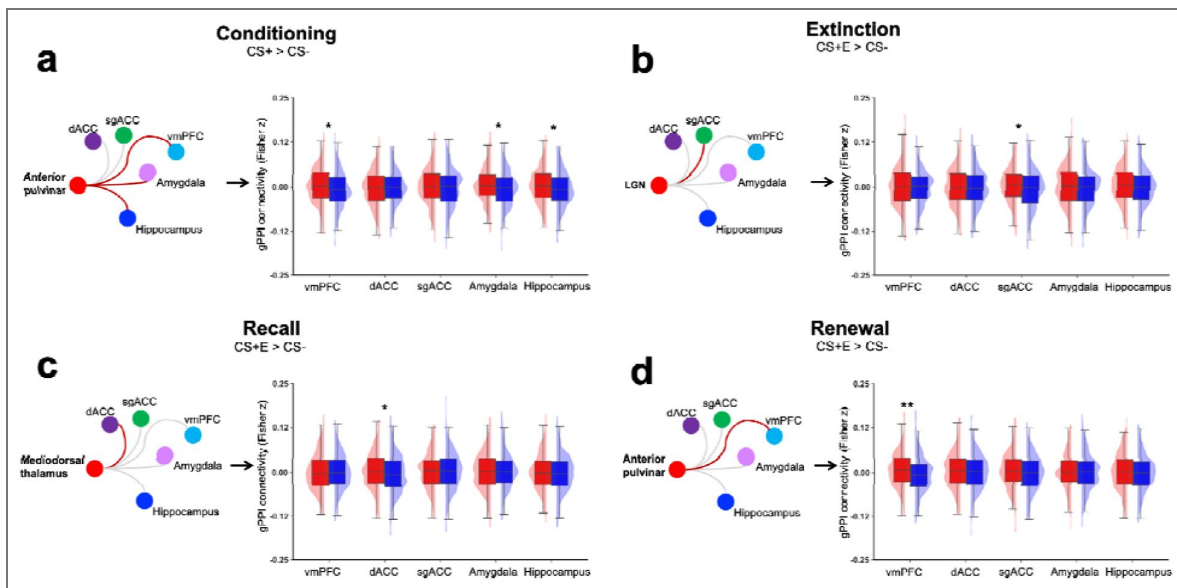 Conditioning
CS+ > CS-
a
dACC
sgACC
vmPFC
Anterior
pulvinar
Amygdala
Hippocampus
gPPI connectivity (Fisher z)
0.25
0.12
0.00
-0.12
-0.25
*
*
*
vmPFC
dACC
sgACC
Amygdala
Hippocampus
Extinction
CS+E > CS-
b
dACC
sgACC
vmPFC
LGN
Amygdala
Hippocampus
gPPI connectivity (Fisher z)
0.25
0.12
0.00
-0.12
-0.25
*
vmPFC
dACC
sgACC
Amygdala
Hippocampus
Recall
CS+E > CS-
c
dACC
sgACC
vmPFC
Mediodorsal
thalamus
Amygdala
Hippocampus
gPPI connectivity (Fisher z)
0.25
0.12
0.00
-0.12
-0.25
*
vmPFC
dACC
sgACC
Amygdala
Hippocampus
Renewal
CS+E > CS-
d
dACC
sgACC
vmPFC
Anterior
pulvinar
Amygdala
Hippocampus
gPPI connectivity (Fisher z)
0.25
0.12
0.00
-0.12
-0.25
**
vmPFC
dACC
sgACC
Amygdala
Hippocampus